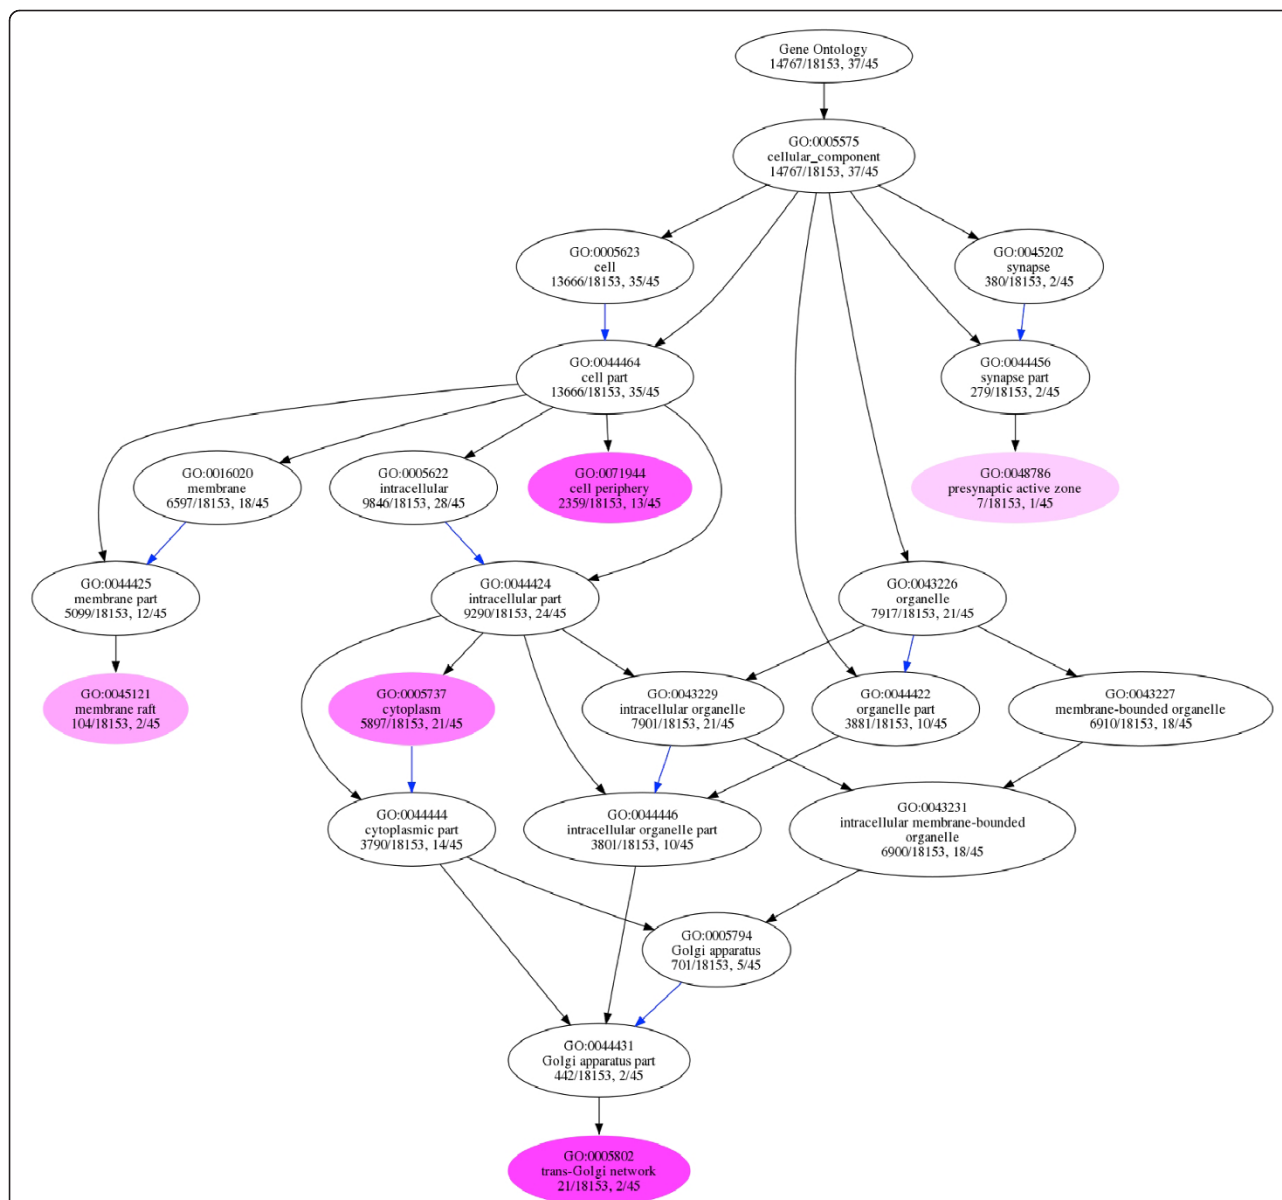 Gene Ontology
14767/18153, 37/45
GO:0005575
cellular_component
14767/18153, 37/45
GO:0005623
cell
13666/18153, 35/45
GO:0045202
synapse
380/18153, 2/45
GO:0044464
cell part
13666/18153, 35/45
GO:0044456
synapse part
279/18153, 2/45
GO:0016020
membrane
6597/18153, 18/45
GO:0005622
intracellular
9846/18153, 28/45
GO:0071944
cell periphery
2359/18153, 13/45
GO:0048786
presynaptic active zone
7/18153, 1/45
GO:0044425
membrane part
5099/18153, 12/45
GO:0044424
intracellular part
9290/18153, 24/45
GO:0043226
organelle
7917/18153, 21/45
GO:0045121
membrane raft
104/18153, 2/45
GO:0005737
cytoplasm
5897/18153, 21/45
GO:0043229
intracellular organelle
7901/18153, 21/45
GO:0044422
organelle part
3881/18153, 10/45
GO:0043227
membrane-bounded organelle
6910/18153, 18/45
GO:0044444
cytoplasmic part
3790/18153, 14/45
GO:0044446
intracellular organelle part
3801/18153, 10/45
GO:0043231
intracellular membrane-bounded
organelle
6900/18153, 18/45
GO:0005794
Golgi apparatus
701/18153, 5/45
GO:0044431
Golgi apparatus part
442/18153, 2/45
GO:0005802
trans-Golgi network
21/18153, 2/45